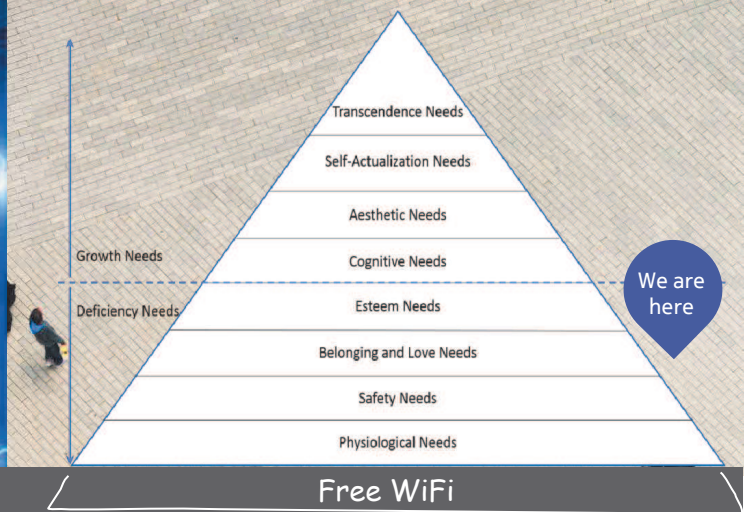 Transcendence Needs
Self-Actualization Needs
Aesthetic Needs
Growth Needs
Cognitive Needs
We are
here
Deficiency Needs
Esteem Needs
Belonging and Love Needs
Safety Needs
Physiological Needs
Free WiFi